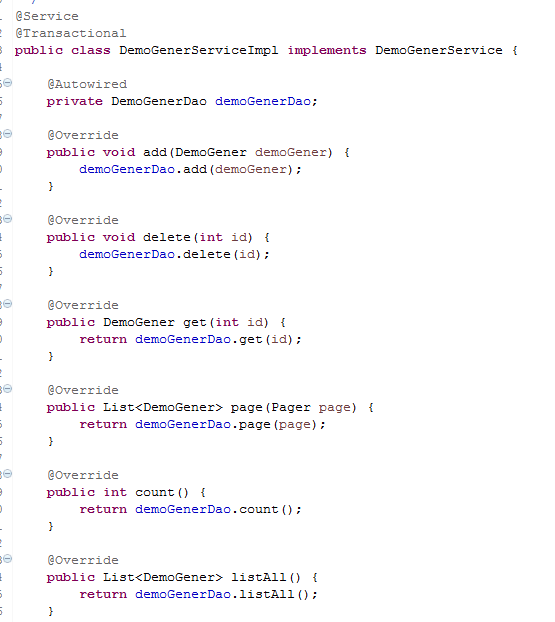 @Service
@Transactional
public class DemoGenerServiceImpl implements DemoGenerService {
@Autowired
private DemoGenerDao demoGenerDao;
@Override
public void add(DemoGener demoGener) {
demoGenerDao.add(demoGener);
}
@Override
public void delete(int id) {
demoGenerDao.delete(id);
}
@Override
public DemoGener get(int id) {
return demoGenerDao.get(id);
}
@Override
public List<DemoGener> page(Pager page) {
return demoGenerDao.page(page);
}
@Override
public int count() {
return demoGenerDao.count();
}
@Override
public List<DemoGener> listAll() {
return demoGenerDao.listAll();
}